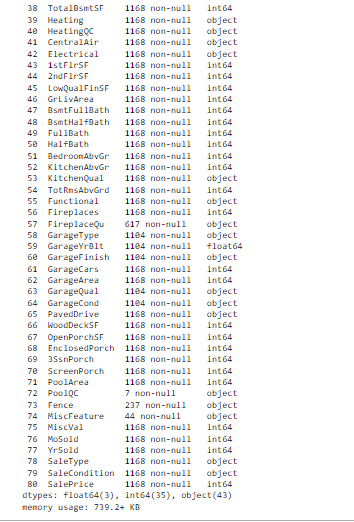 38 TotalBsmtSF 1168 non-null int64
39 Heating 1168 non-null object
40 HeatingQC 1168 non-null object
41 CentralAir 1168 non-null object
42 Electrical 1168 non-null object
43 1stFlrSF 1168 non-null int64
44 2ndFlrSF 1168 non-null int64
45 LowQualFinSF 1168 non-null int64
46 GrLivArea 1168 non-null int64
47 BsmtFullBath 1168 non-null int64
48 BsmtHalfBath 1168 non-null int64
49 FullBath 1168 non-null int64
50 HalfBath 1168 non-null int64
51 BedroomAbvGr 1168 non-null int64
52 KitchenAbvGr 1168 non-null int64
53 KitchenQual 1168 non-null object
54 TotRmsAbvGrd 1168 non-null int64
55 Functional 1168 non-null object
56 Fireplaces 1168 non-null int64
57 FireplaceQu 617 non-null object
58 GarageType 1104 non-null object
59 GarageYrBlt 1104 non-null float64
60 GarageFinish 1104 non-null object
61 GarageCars 1168 non-null int64
62 GarageArea 1168 non-null int64
63 GarageQual 1104 non-null object
64 GarageCond 1104 non-null object
65 PavedDrive 1168 non-null object
66 WoodDeckSF 1168 non-null int64
67 OpenPorchSF 1168 non-null int64
68 EnclosedPorch 1168 non-null int64
69 3SsnPorch 1168 non-null int64
70 ScreenPorch 1168 non-null int64
71 PoolArea 1168 non-null int64
72 PoolQC 7 non-null object
73 Fence 237 non-null object
74 MiscFeature 44 non-null object
75 MiscVal 1168 non-null int64
76 MoSold 1168 non-null int64
77 YrSold 1168 non-null int64
78 SaleType 1168 non-null object
79 SaleCondition 1168 non-null object
80 SalePrice 1168 non-null int64
dtypes: float64(3), int64(35), object(43)
memory usage: 739.2+ KB